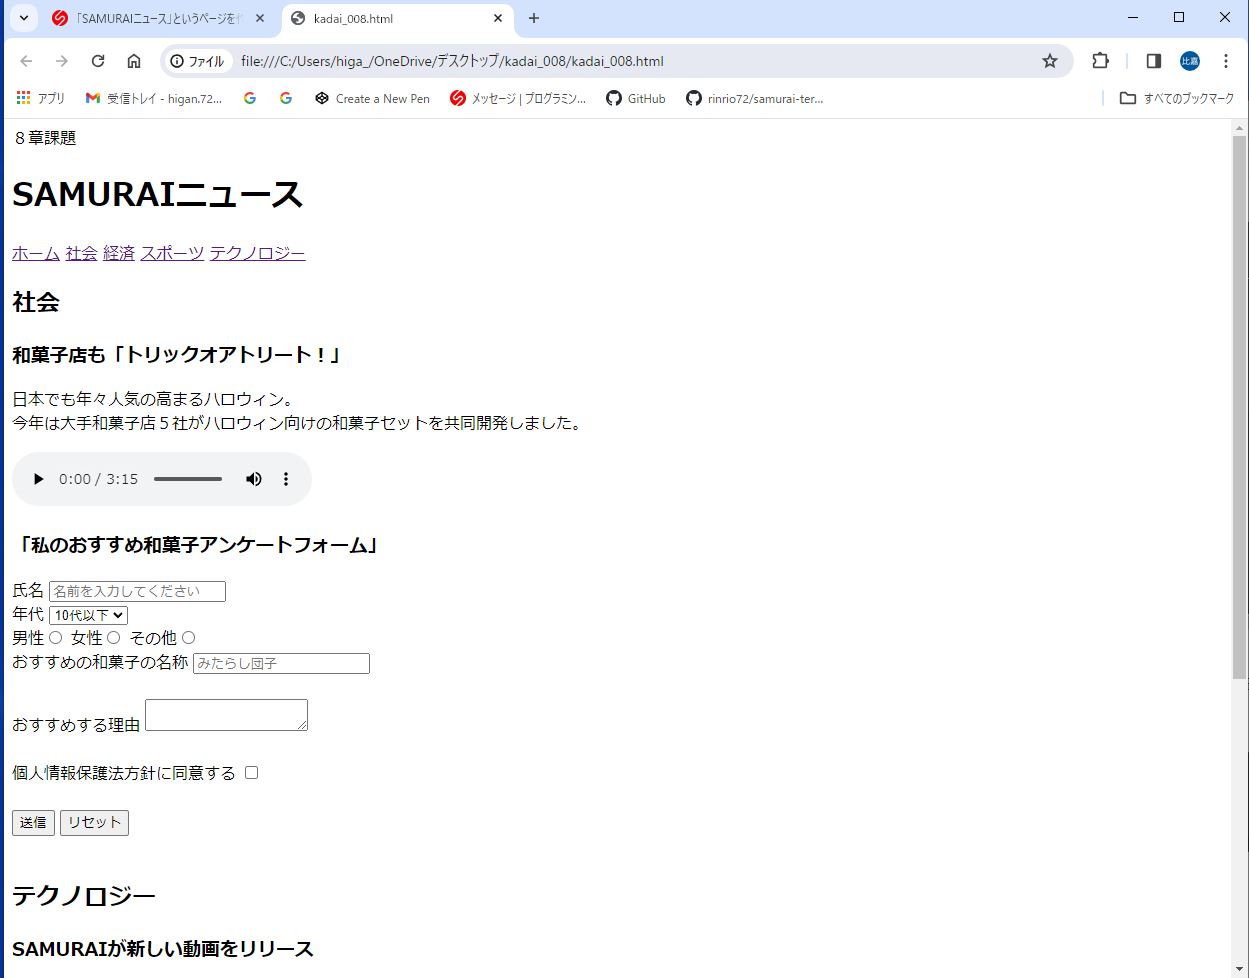 「SAMURAIニュース」というページを作
kadai_008.html
ファイル
file:///C:/Users/higa_/OneDrive/デスクトップ/kadai_008/kadai_008.html
比嘉
アプリ
受信トレイ - higan.72...
Create a New Pen
メッセージ | プログラミン...
GitHub
rinrio72/samurai-ter...
すべてのブックマーク
８章課題
SAMURAIニュース
ホーム 社会 経済 スポーツ テクノロジー
社会
和菓子店も「トリックオアトリート！」
日本でも年々人気の高まるハロウィン。
今年は大手和菓子店５社がハロウィン向けの和菓子セットを共同開発しました。
0:00 / 3:15
「私のおすすめ和菓子アンケートフォーム」
氏名 名前を入力してください
年代 10代以下
男性 女性 その他
おすすめの和菓子の名称 みたらし団子
おすすめする理由
個人情報保護法方針に同意する
送信 リセット
テクノロジー
SAMURAIが新しい動画をリリース